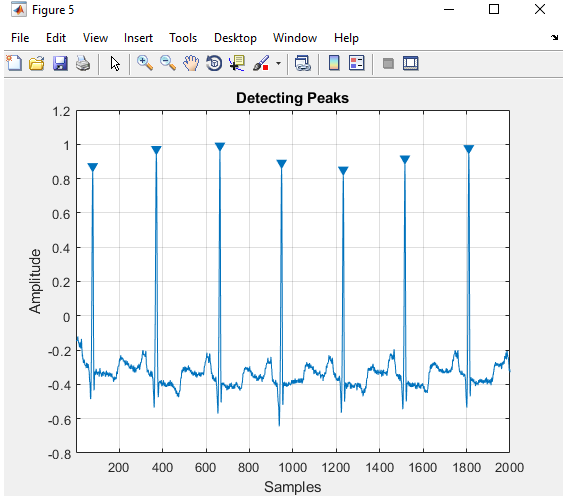 Figure 5
File Edit View Insert Tools Desktop Window Help
Detecting Peaks
1.2
1
0.8
0.6
0.4
0.2
0
-0.2
-0.4
-0.6
-0.8
Amplitude
200 400 600 800 1000 1200 1400 1600 1800 2000
Samples